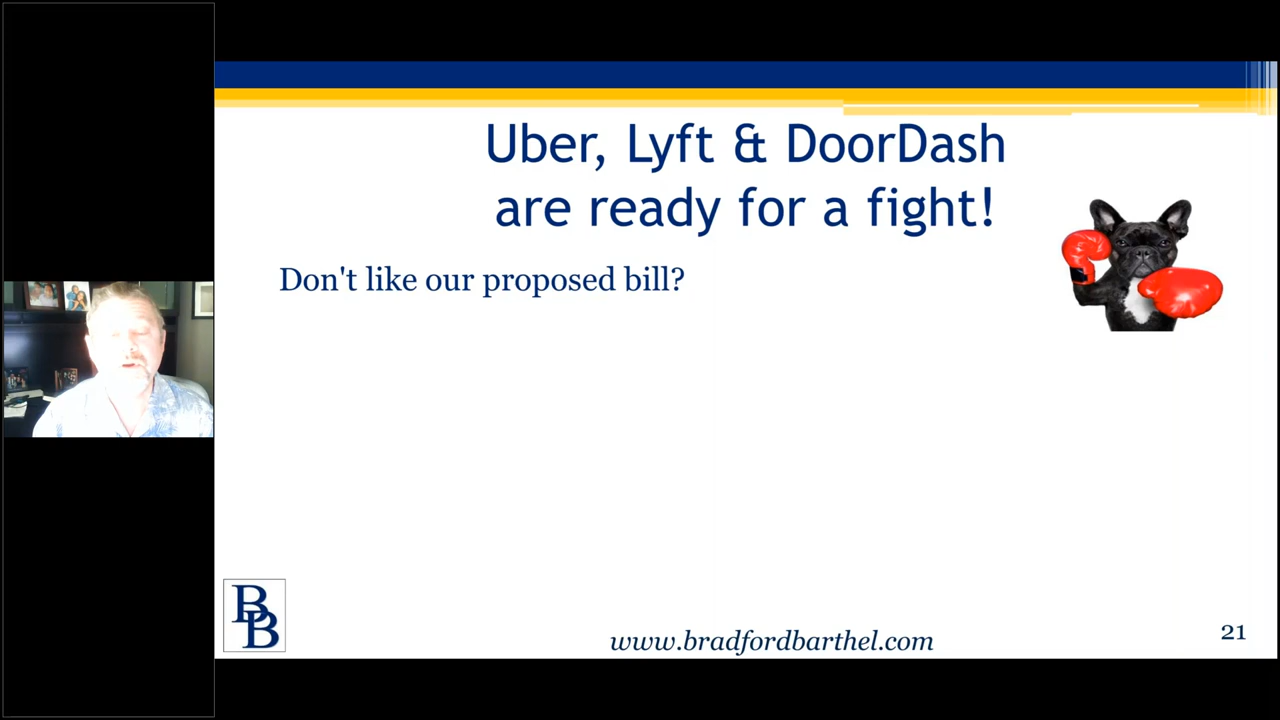 Uber, Lyft & DoorDash
are ready for a fight!
Don't like our proposed bill?
BB
www.bradfordbarthel.com
21